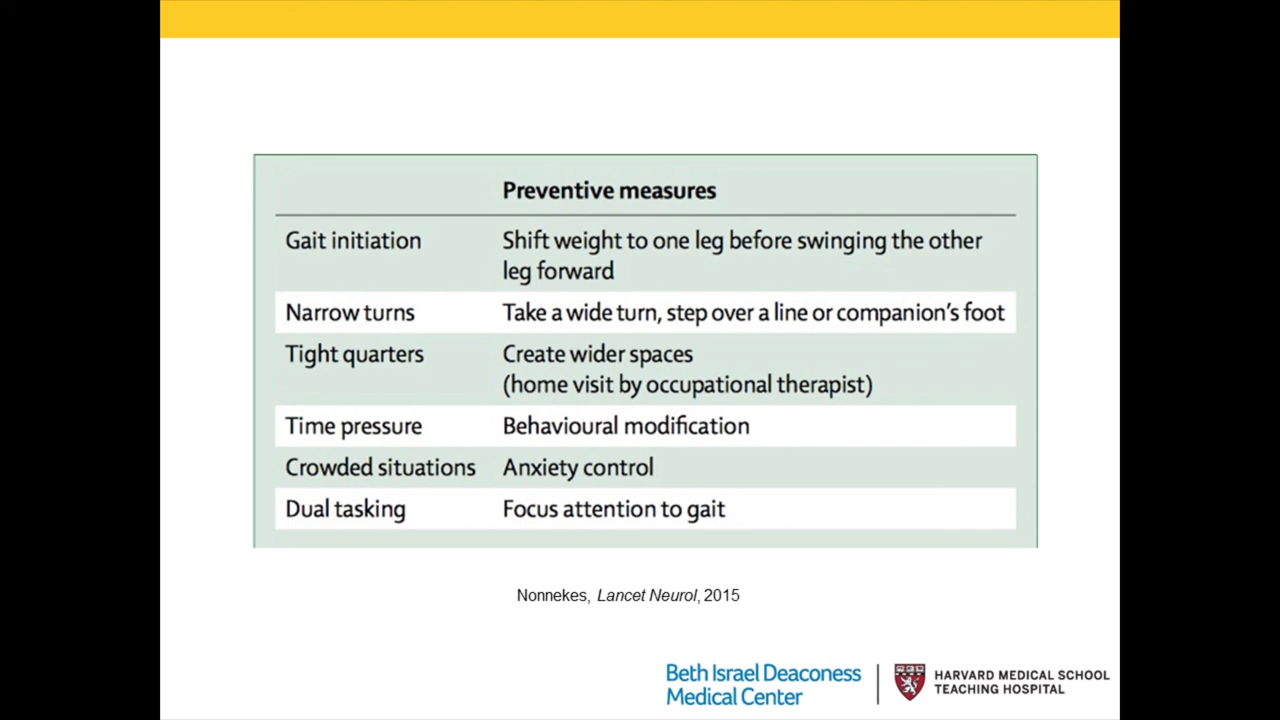 Preventive measures
Gait initiation Shift weight to one leg before swinging the other
leg forward
Narrow turns Take a wide turn, step over a line or companion's foot
Tight quarters Create wider spaces
(home visit by occupational therapist)
Time pressure Behavioural modification
Crowded situations Anxiety control
Dual tasking Focus attention to gait
Nonnekes, Lancet Neurol, 2015
Beth Israel Deaconess
Medical Center
HARVARD MEDICAL SCHOOL
TEACHING HOSPITAL